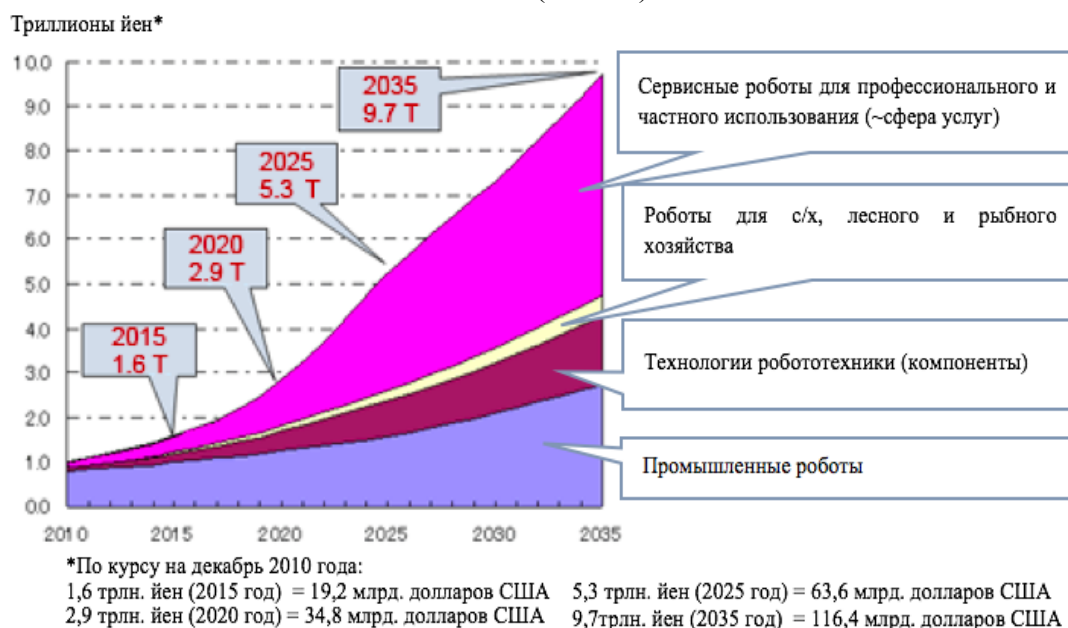 Триллионы йен*
10.0
9.0
8.0
7.0
6.0
5.0
4.0
3.0
2.0
1.0
0.0
2010
2015
2020
2025
2030
2035
2015
1.6 T
2020
2.9 T
2025
5.3 T
2035
9.7 T
Сервисные роботы для профессионального и
частного использования (~сфера услуг)
Роботы для с/х, лесного и рыбного
хозяйства
Технологии робототехники (компоненты)
Промышленные роботы
*По курсу на декабрь 2010 года:
1,6 трлн. йен (2015 год) = 19,2 млрд. долларов США
2,9 трлн. йен (2020 год) = 34,8 млрд. долларов США
5,3 трлн. йен (2025 год) = 63,6 млрд. долларов США
9,7трлн. йен (2035 год) = 116,4 млрд. долларов США